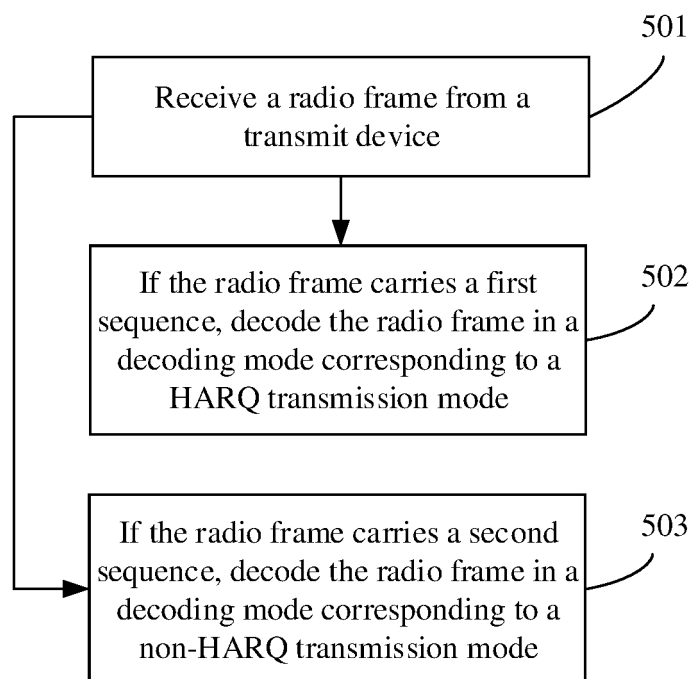 501
Receive a radio frame from a
transmit device
502
If the radio frame carries a first
sequence, decode the radio frame in a
decoding mode corresponding to a
HARQ transmission mode
503
If the radio frame carries a second
sequence, decode the radio frame in a
decoding mode corresponding to a
non-HARQ transmission mode